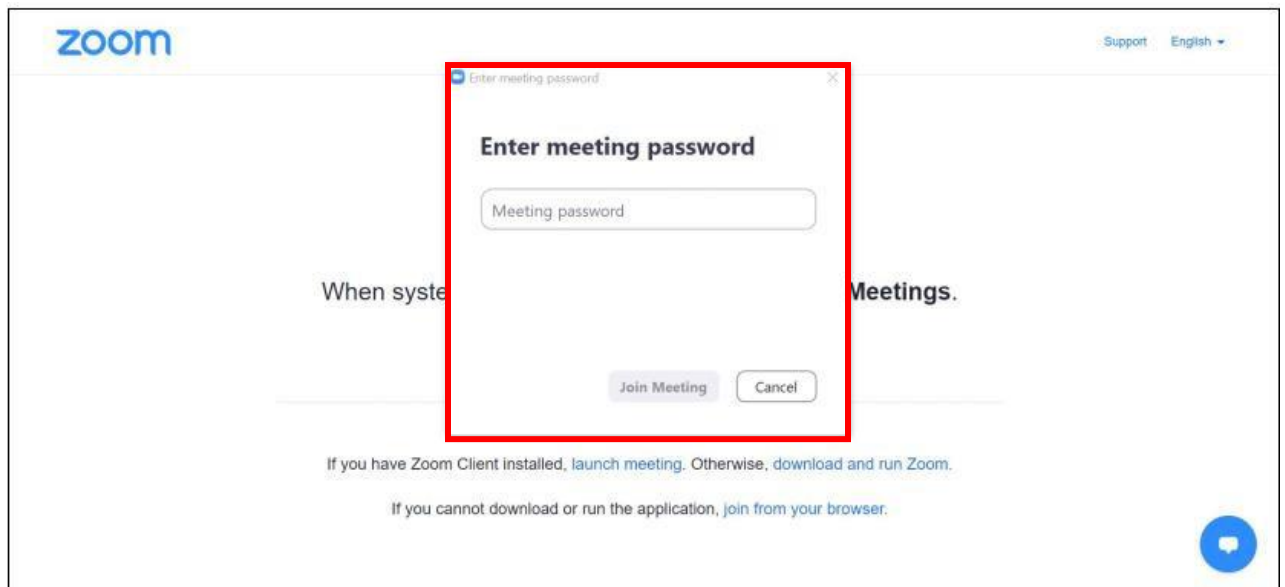 zoom
Support English
Enter meeting password
Enter meeting password
Meeting password
When syste Meetings.
Join Meeting Cancel
If you have Zoom Client installed, launch meeting. Otherwise, download and run Zoom.
If you cannot download or run the application, join from your browser.